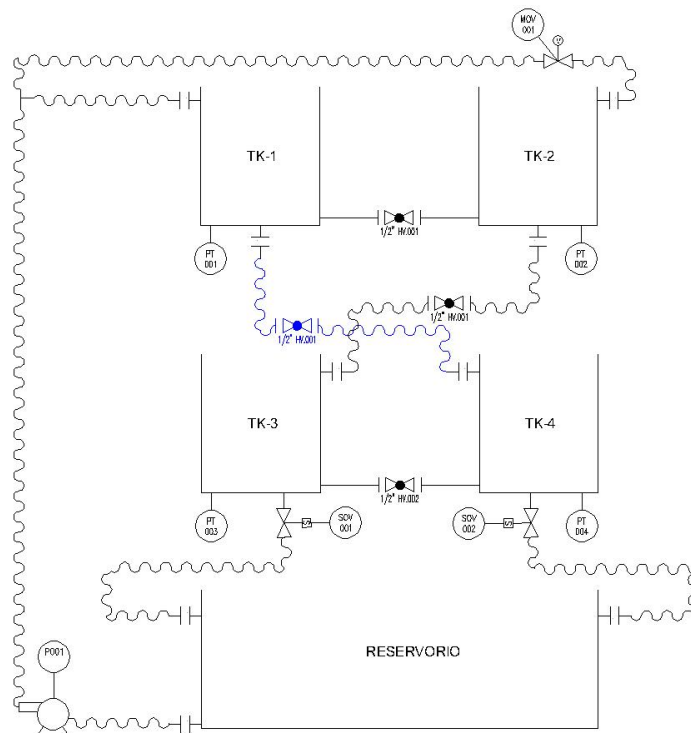 MOV
001
M
TK-1
TK-2
1/2" HV.001
PT
001
PT
002
1/2" HV.001
1/2" HV.001
TK-3
TK-4
1/2" HV.002
PT
003
SOV
001
SOV
002
PT
004
S
S
RESERVORIO
P001